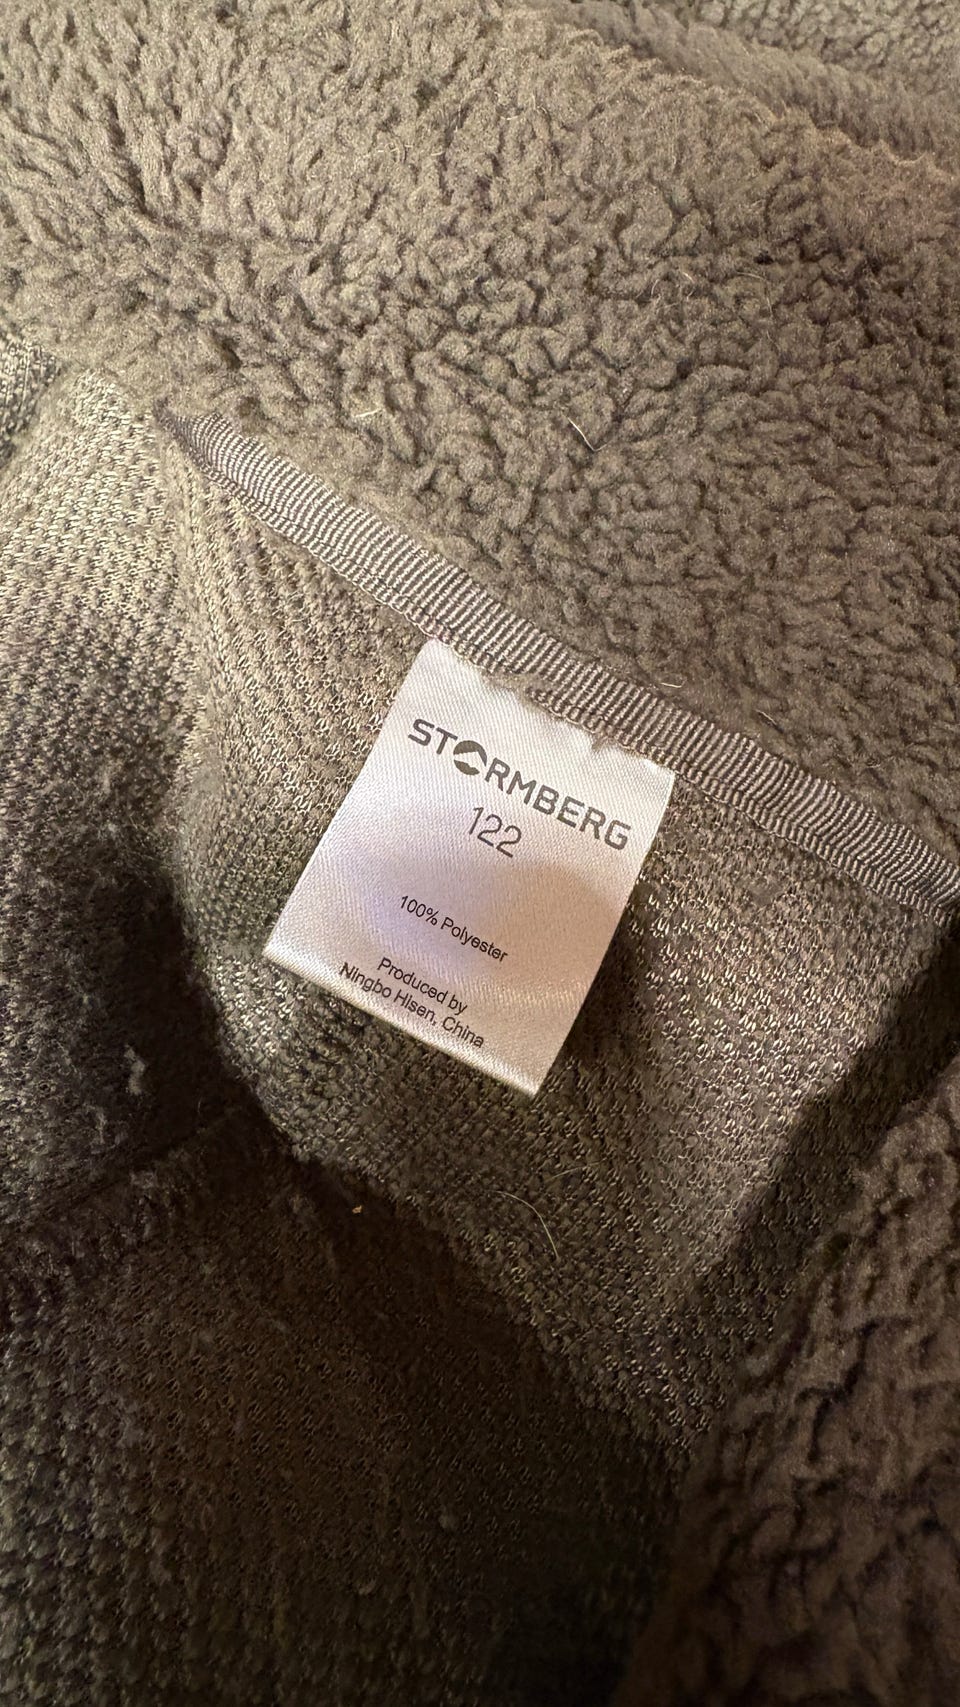 STORMBERG
122
100% Polyester
Produced by
Ningbo Hisen, China